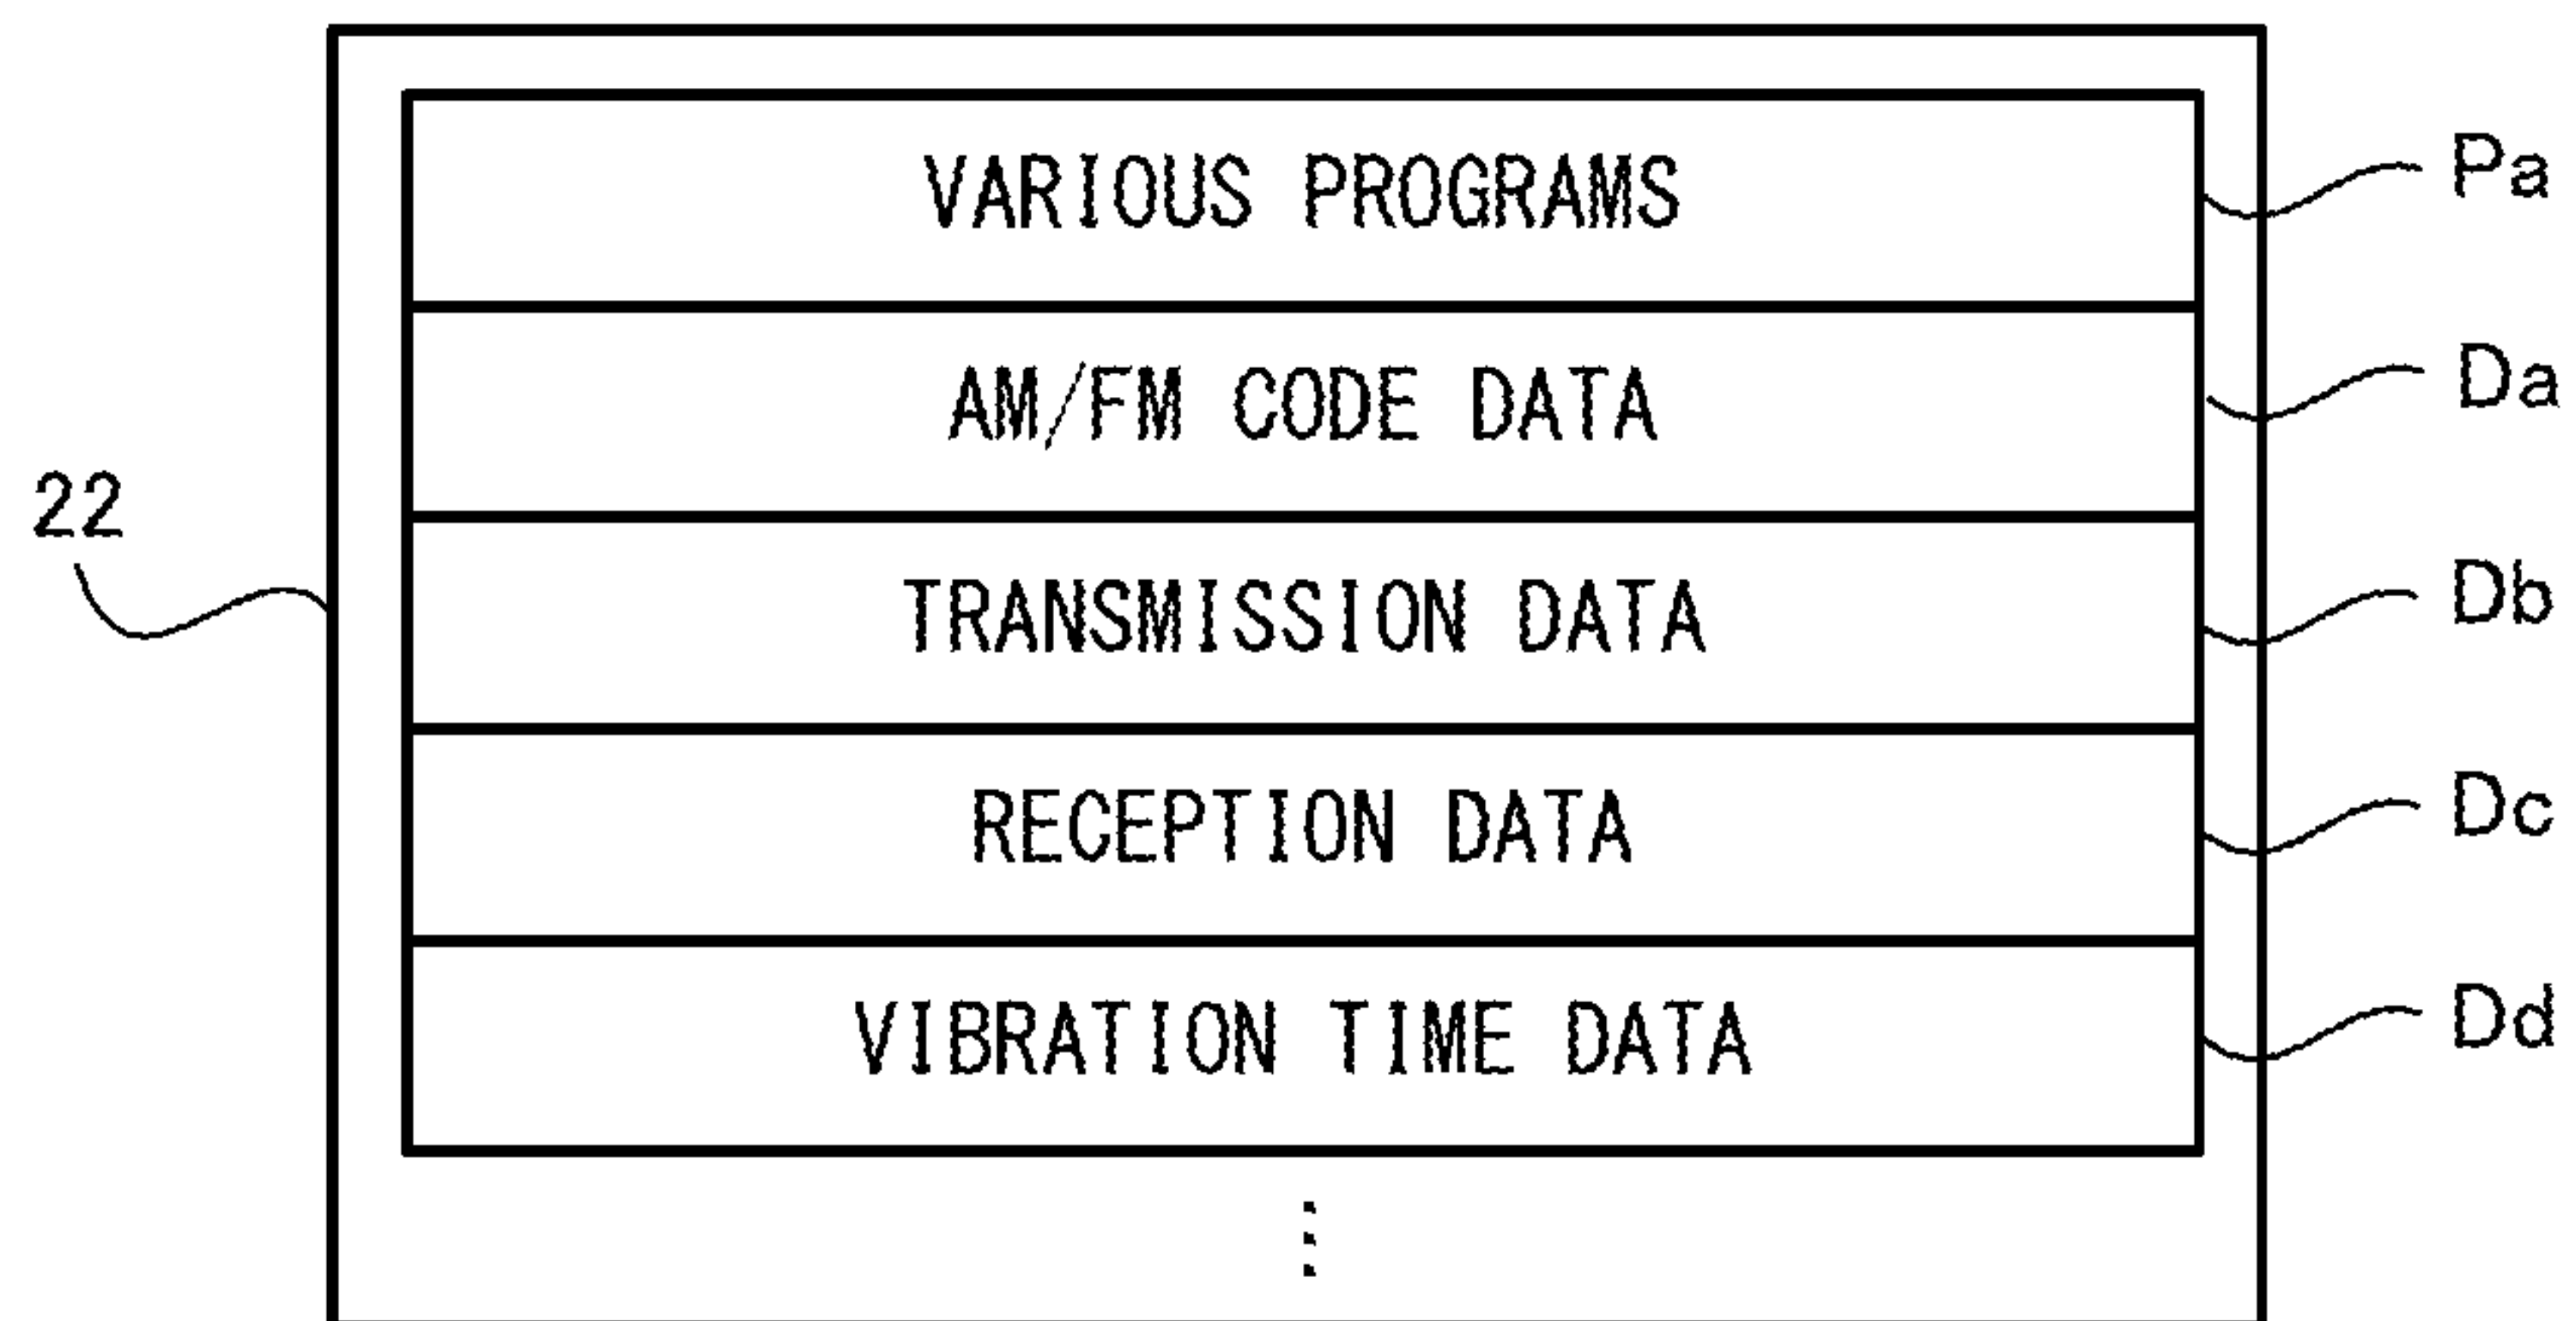 VARIOUS PROGRAMS Pa
AM/FM CODE DATA Da
22
TRANSMISSION DATA Db
RECEPTION DATA Dc
VIBRATION TIME DATA Dd